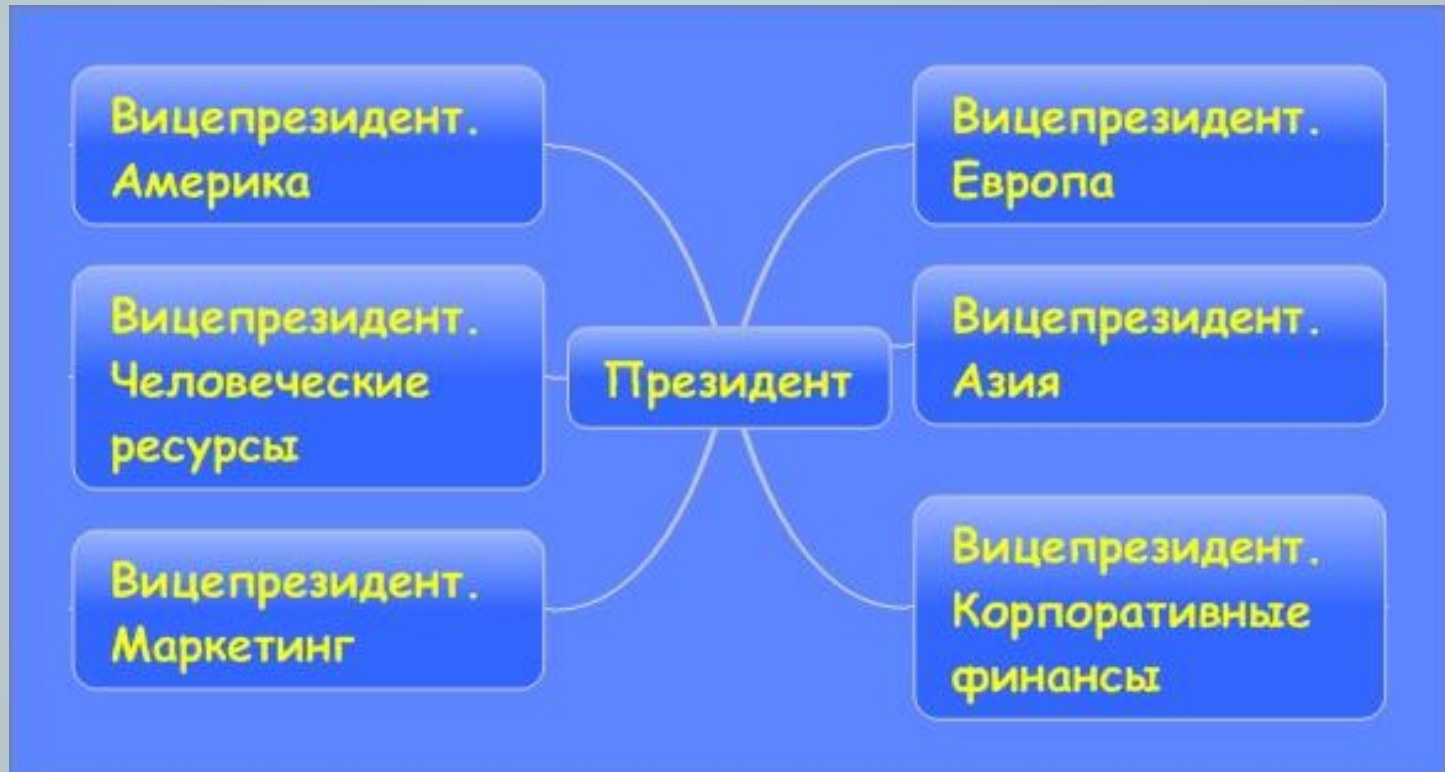 Вицепрезидент.
Америка
Вицепрезидент.
Человеческие
ресурсы
Вицепрезидент.
Маркетинг
Президент
Вицепрезидент.
Европа
Вицепрезидент.
Азия
Вицепрезидент.
Корпоративные
финансы